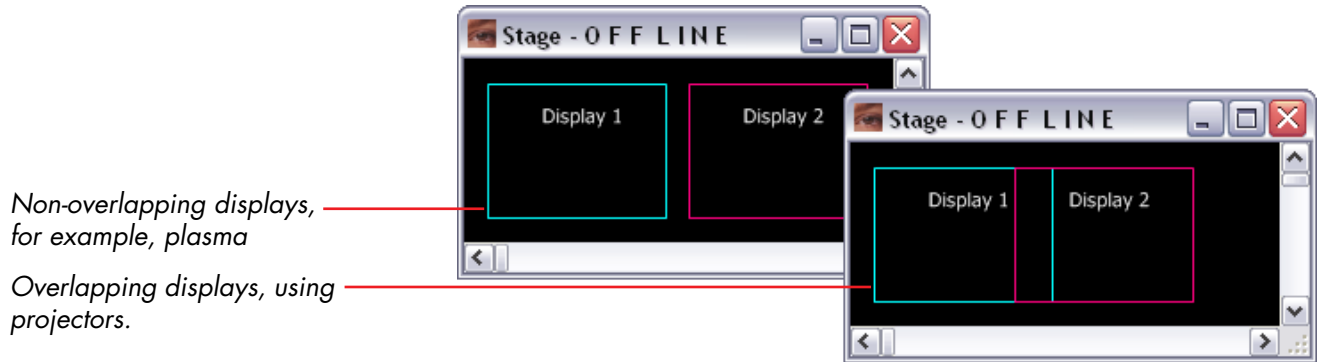 Stage - O F F L I N E
Display 1
Display 2
Stage - O F F L I N E
Display 1
Display 2
Non-overlapping displays,
for example, plasma
Overlapping displays, using
projectors.